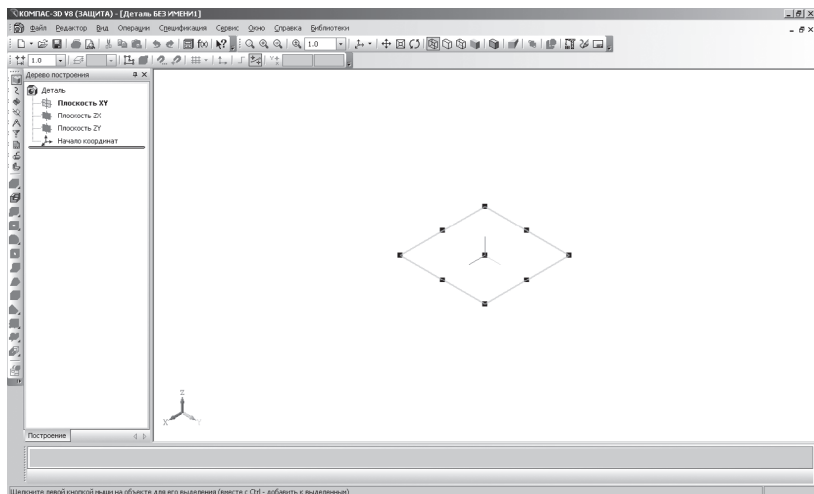 КОМПАС-3D V8 (ЗАЩИТА) - [Деталь БЕЗ ИМЕНИ1]
Файл Редактор Вид Операции Спецификация Сервис Окно Справка Библиотеки
f(x) 1.0
1.0
Дерево построения
Деталь
Плоскость XY
Плоскость ZX
Плоскость ZY
Начало координат
Z
X Y
Построение
Щелкните левой кнопкой мыши на объекте для его выделения (вместе с Ctrl - добавить к выделенным)